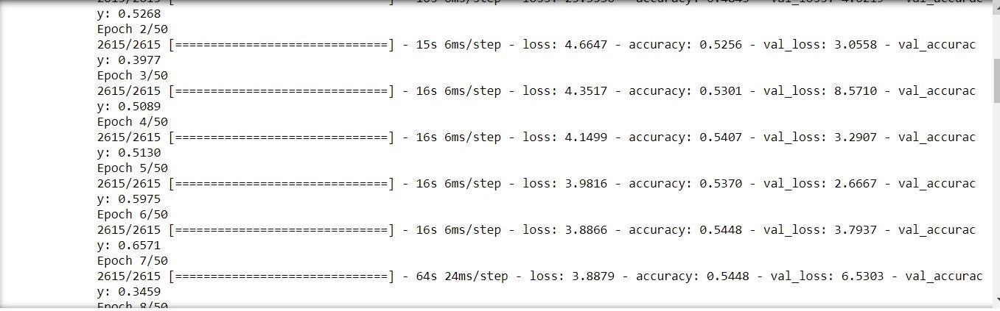 y: 0.5268
Epoch 2/50
2615/2615 [==============================] - 15s 6ms/step - loss: 4.6647 - accuracy: 0.5256 - val_loss: 3.0558 - val_accurac
y: 0.3977
Epoch 3/50
2615/2615 [==============================] - 16s 6ms/step - loss: 4.3517 - accuracy: 0.5301 - val_loss: 8.5710 - val_accurac
y: 0.5089
Epoch 4/50
2615/2615 [==============================] - 16s 6ms/step - loss: 4.1499 - accuracy: 0.5407 - val_loss: 3.2907 - val_accurac
y: 0.5130
Epoch 5/50
2615/2615 [==============================] - 16s 6ms/step - loss: 3.9816 - accuracy: 0.5370 - val_loss: 2.6667 - val_accurac
y: 0.5975
Epoch 6/50
2615/2615 [==============================] - 16s 6ms/step - loss: 3.8866 - accuracy: 0.5448 - val_loss: 3.7937 - val_accurac
y: 0.6571
Epoch 7/50
2615/2615 [==============================] - 64s 24ms/step - loss: 3.8879 - accuracy: 0.5448 - val_loss: 6.5303 - val_accurac
y: 0.3459
Epoch 8/50